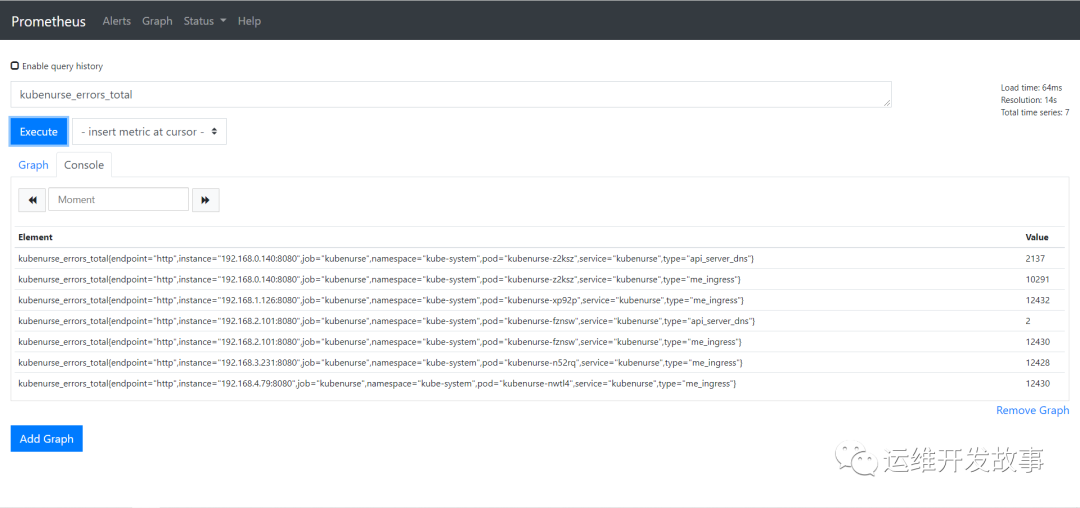 Prometheus Alerts Graph Status Help
Enable query history
kubenurse_errors_total
Load time: 64ms
Resolution: 14s
Total time series: 7
Execute - insert metric at cursor -
Graph Console
Moment
Element Value
kubenurse_errors_total{endpoint="http",instance="192.168.0.140:8080",job="kubenurse",namespace="kube-system",pod="kubenurse-z2ksz",service="kubenurse",type="api_server_dns"} 2137
kubenurse_errors_total{endpoint="http",instance="192.168.0.140:8080",job="kubenurse",namespace="kube-system",pod="kubenurse-z2ksz",service="kubenurse",type="me_ingress"} 10291
kubenurse_errors_total{endpoint="http",instance="192.168.1.126:8080",job="kubenurse",namespace="kube-system",pod="kubenurse-xp92p",service="kubenurse",type="me_ingress"} 12432
kubenurse_errors_total{endpoint="http",instance="192.168.2.101:8080",job="kubenurse",namespace="kube-system",pod="kubenurse-fznsw",service="kubenurse",type="api_server_dns"} 2
kubenurse_errors_total{endpoint="http",instance="192.168.2.101:8080",job="kubenurse",namespace="kube-system",pod="kubenurse-fznsw",service="kubenurse",type="me_ingress"} 12430
kubenurse_errors_total{endpoint="http",instance="192.168.3.231:8080",job="kubenurse",namespace="kube-system",pod="kubenurse-n52rq",service="kubenurse",type="me_ingress"} 12428
kubenurse_errors_total{endpoint="http",instance="192.168.4.79:8080",job="kubenurse",namespace="kube-system",pod="kubenurse-nwtl4",service="kubenurse",type="me_ingress"} 12430
Remove Graph
Add Graph
运维开发故事